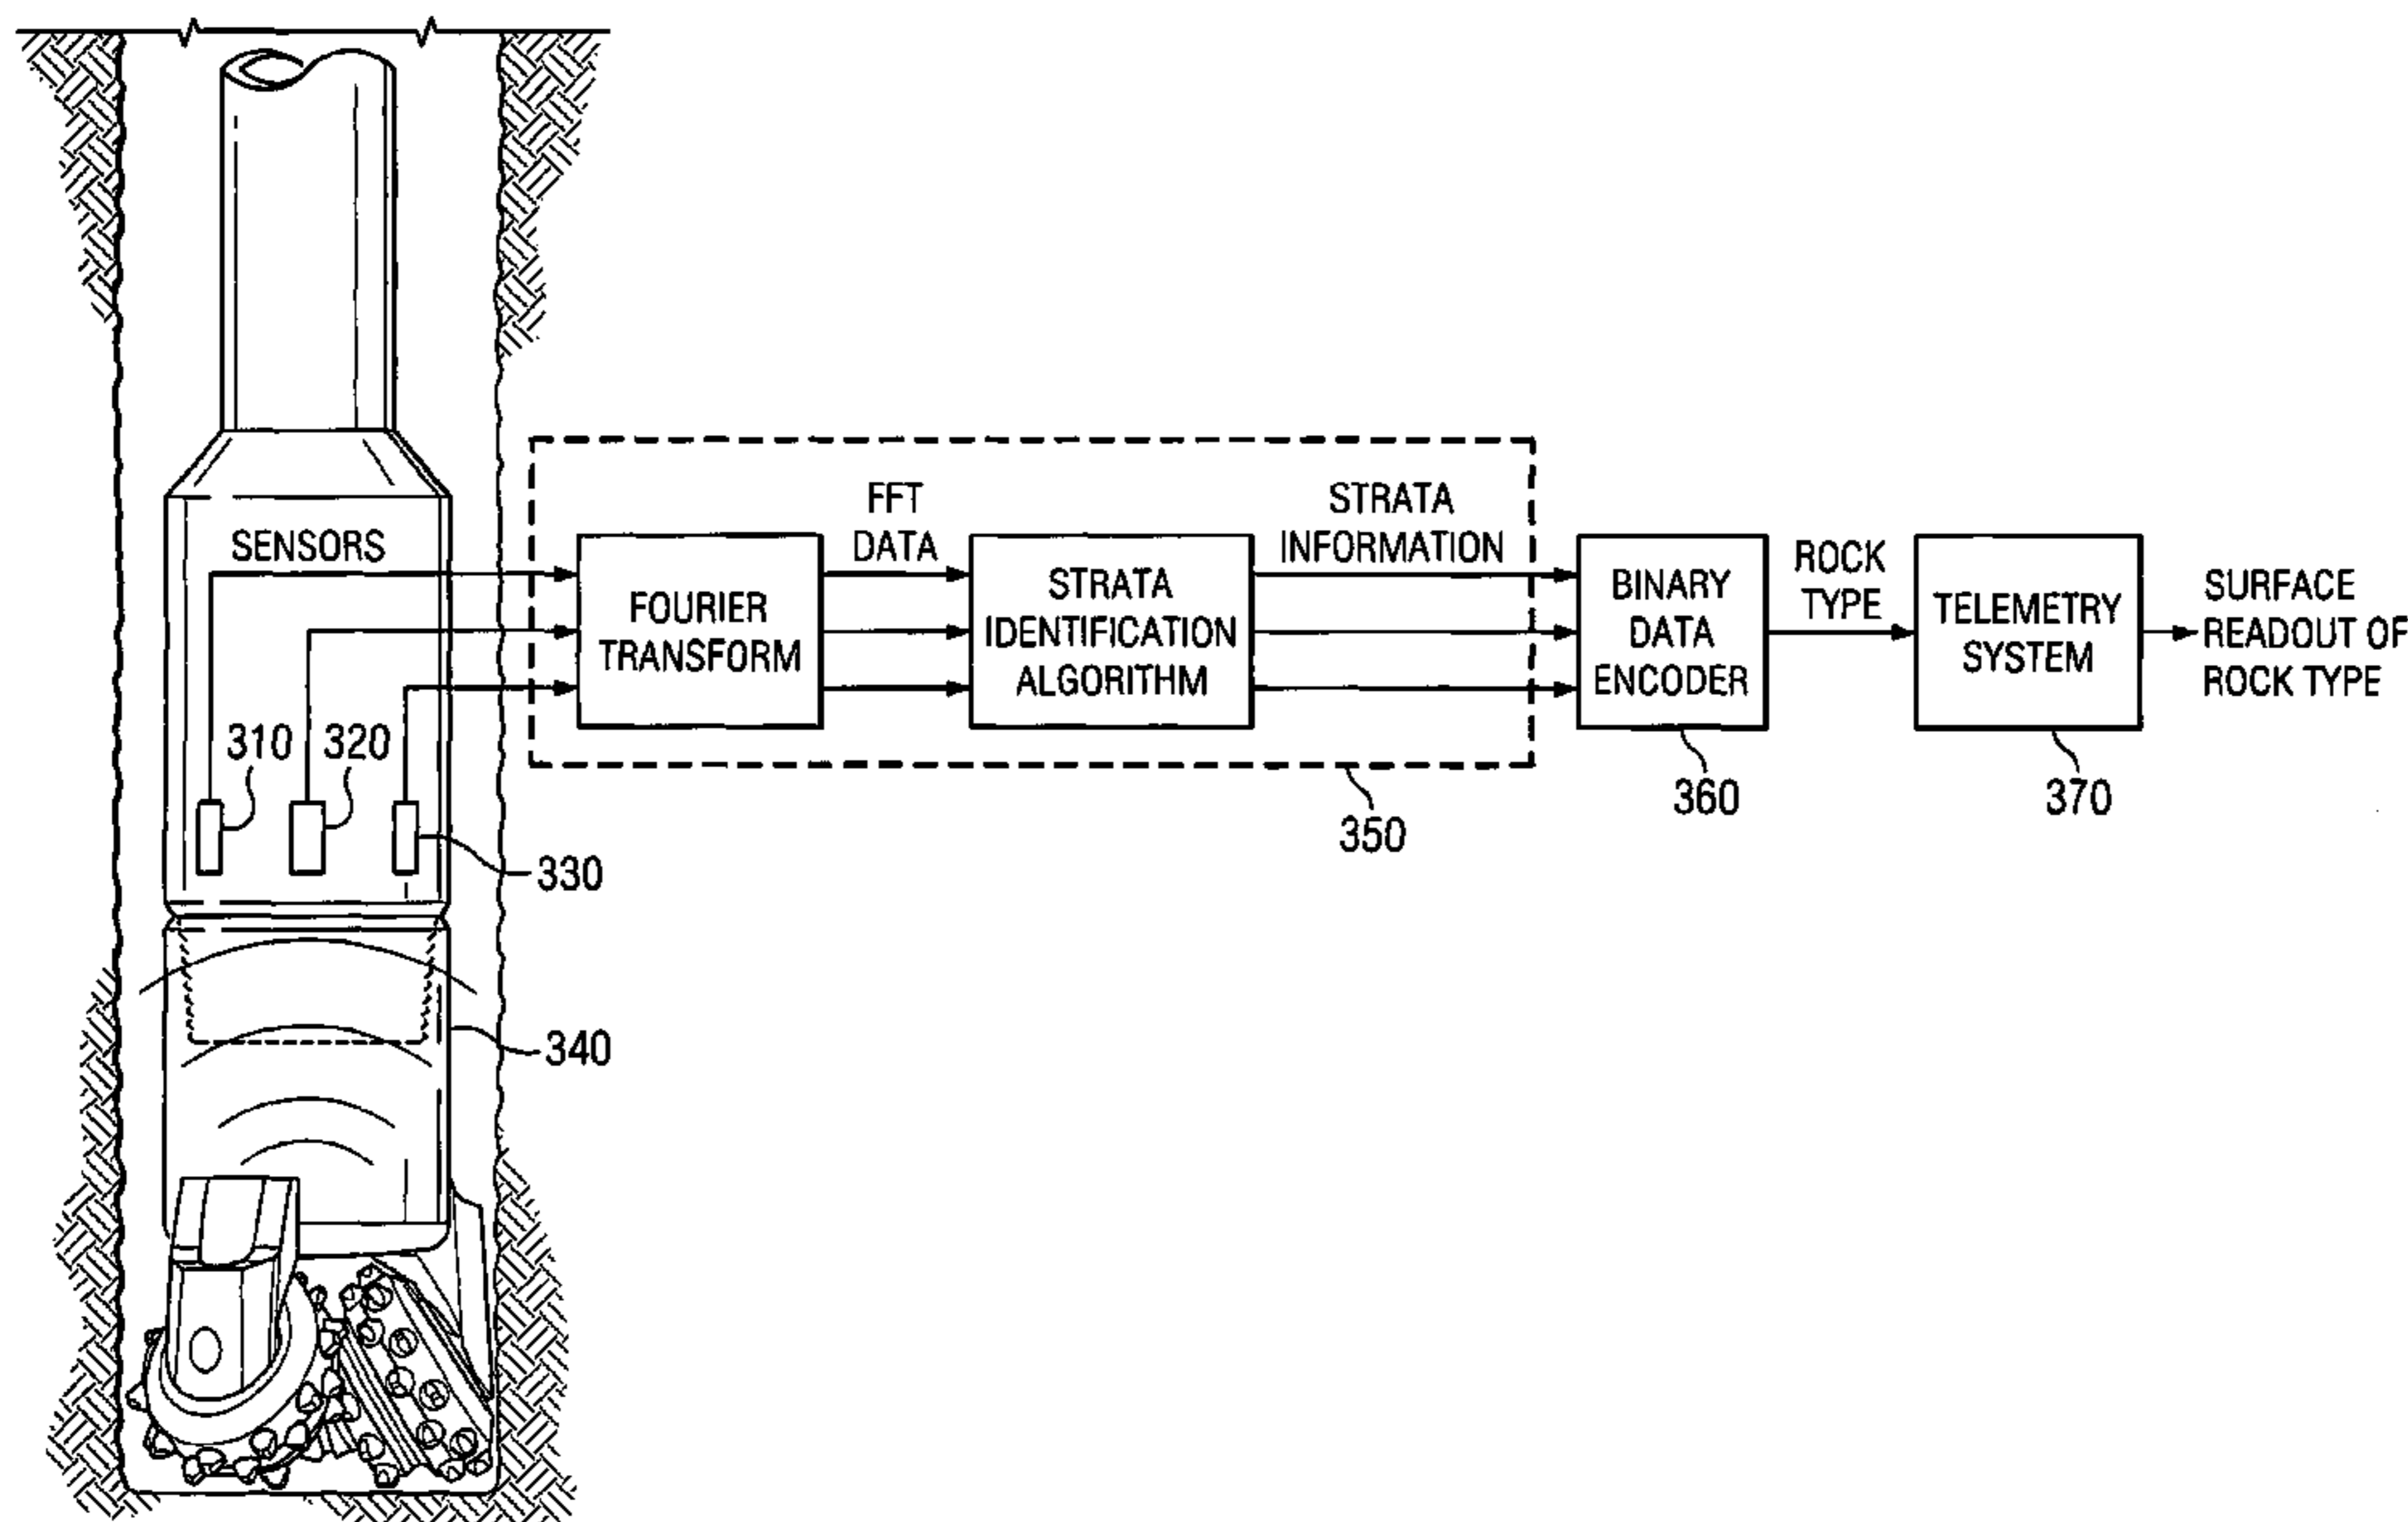 SENSORS
310
320
330
340
FOURIER
TRANSFORM
FFT
DATA
STRATA
IDENTIFICATION
ALGORITHM
STRATA
INFORMATION
350
BINARY
DATA
ENCODER
360
ROCK
TYPE
TELEMETRY
SYSTEM
370
SURFACE
READOUT OF
ROCK TYPE